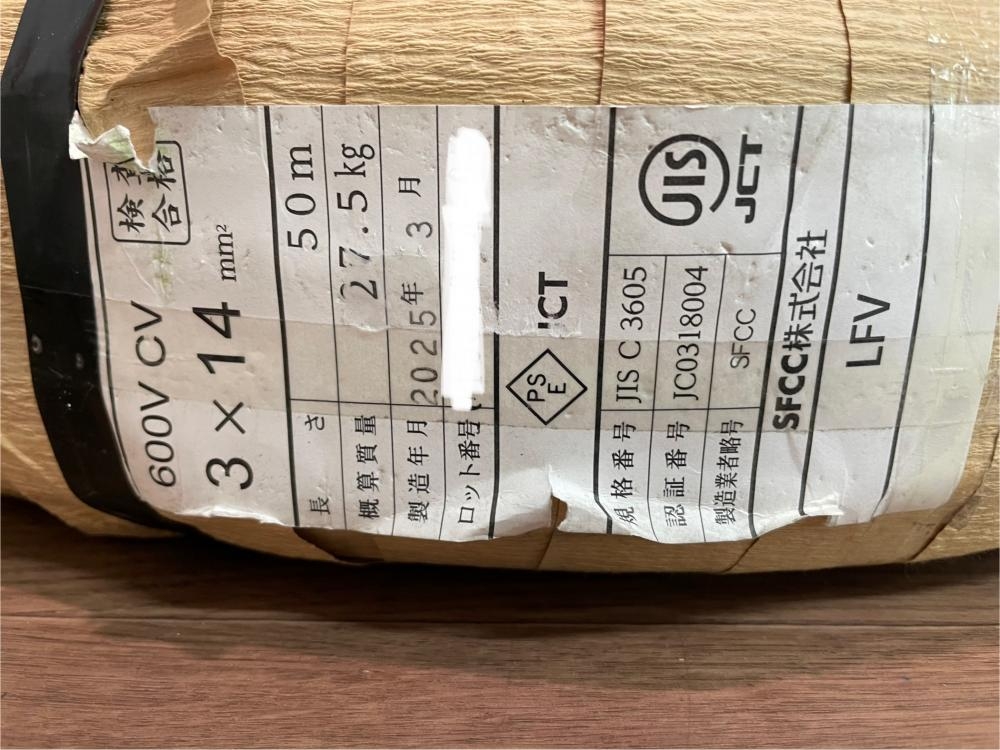 600V CV
検査
合格
3×14 mm²
長さ 50m
概算質量 27.5kg
製造年月 2025年 3月
ロット番号
PSE JCT
規格番号 JIS C 3605
認証番号 JC0318004
製造業者略号 SFCC
JIS
JCT
SFCC株式会社
LFV